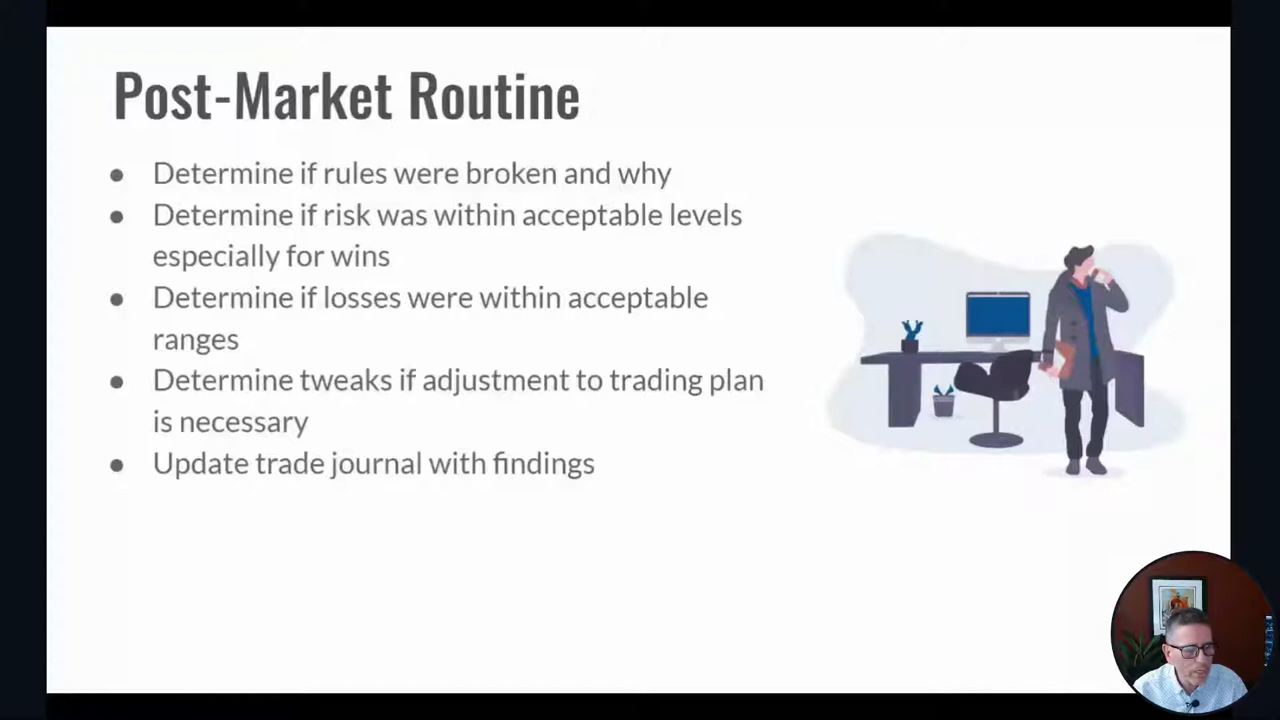 Post-Market Routine
● Determine if rules were broken and why
● Determine if risk was within acceptable levels
especially for wins
● Determine if losses were within acceptable
ranges
● Determine tweaks if adjustment to trading plan
is necessary
● Update trade journal with findings